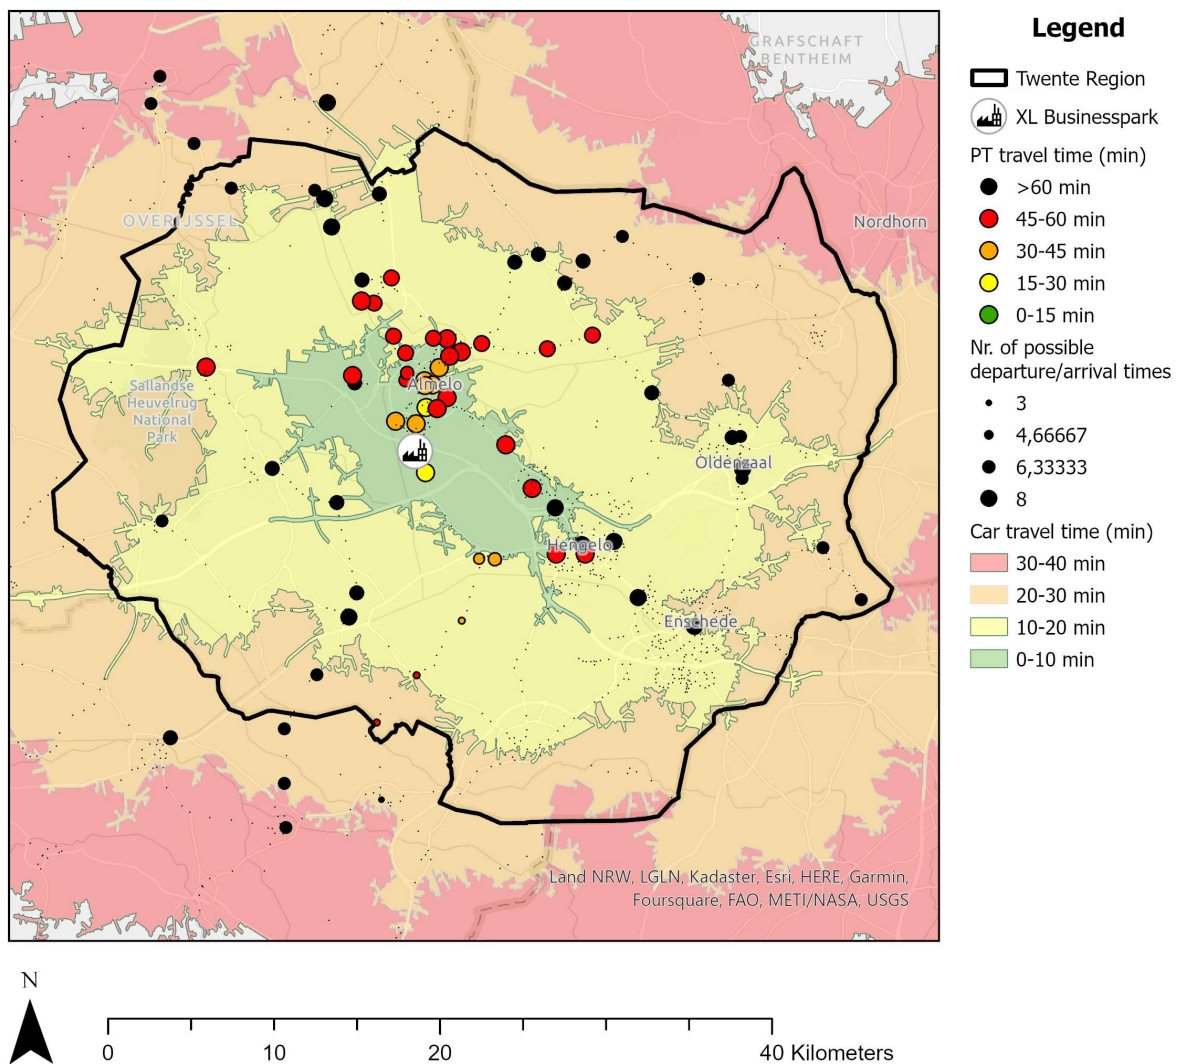 GRAFSCHAFT
BENTHEIM
OVERIJSSEL
Nordhorn
Sallandse
Heuvelrug
National
Park
Almelo
Oldenzaal
Hengelo
Enschede
Land NRW, LGLN, Kadaster, Esri, HERE, Garmin,
Foursquare, FAO, METI/NASA, USGS
Legend
Twente Region
XL Businesspark
PT travel time (min)
>60 min
45-60 min
30-45 min
15-30 min
0-15 min
Nr. of possible
departure/arrival times
3
4,66667
6,33333
8
Car travel time (min)
30-40 min
20-30 min
10-20 min
0-10 min
N
0 10 20 40 Kilometers